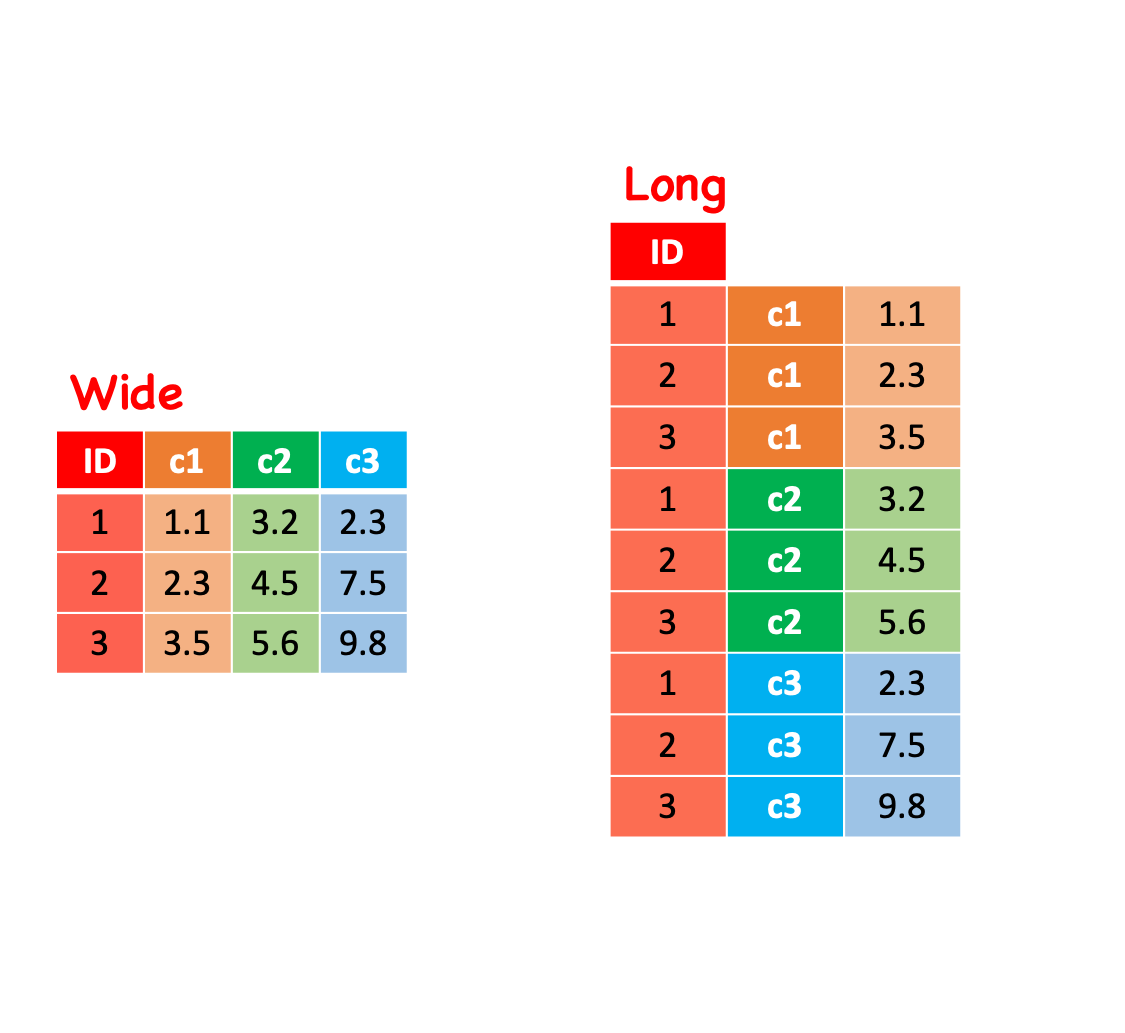 Wide
ID c1 c2 c3
1 1.1 3.2 2.3
2 2.3 4.5 7.5
3 3.5 5.6 9.8
Long
ID
1 c1 1.1
2 c1 2.3
3 c1 3.5
1 c2 3.2
2 c2 4.5
3 c2 5.6
1 c3 2.3
2 c3 7.5
3 c3 9.8